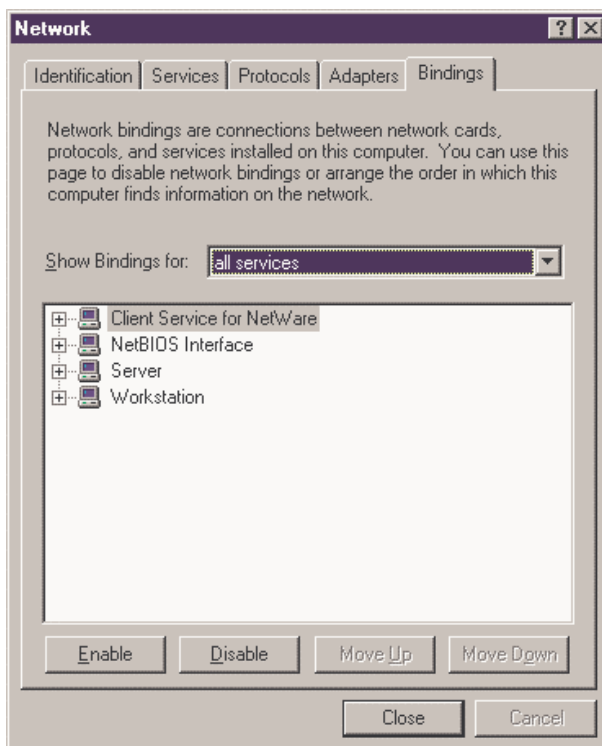 Network
Identification Services Protocols Adapters Bindings
Network bindings are connections between network cards,
protocols, and services installed on this computer. You can use this
page to disable network bindings or arrange the order in which this
computer finds information on the network.
Show Bindings for: all services
Client Service for NetWare
NetBIOS Interface
Server
Workstation
Enable Disable Move Up Move Down
Close Cancel